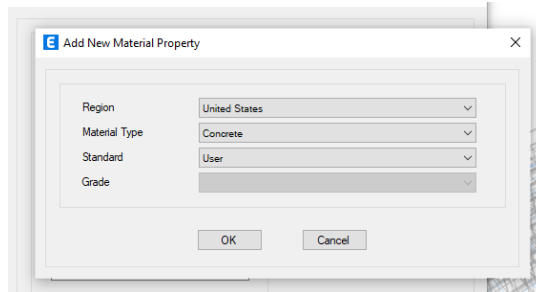 E Add New Material Property
Region United States
Material Type Concrete
Standard User
Grade
OK Cancel